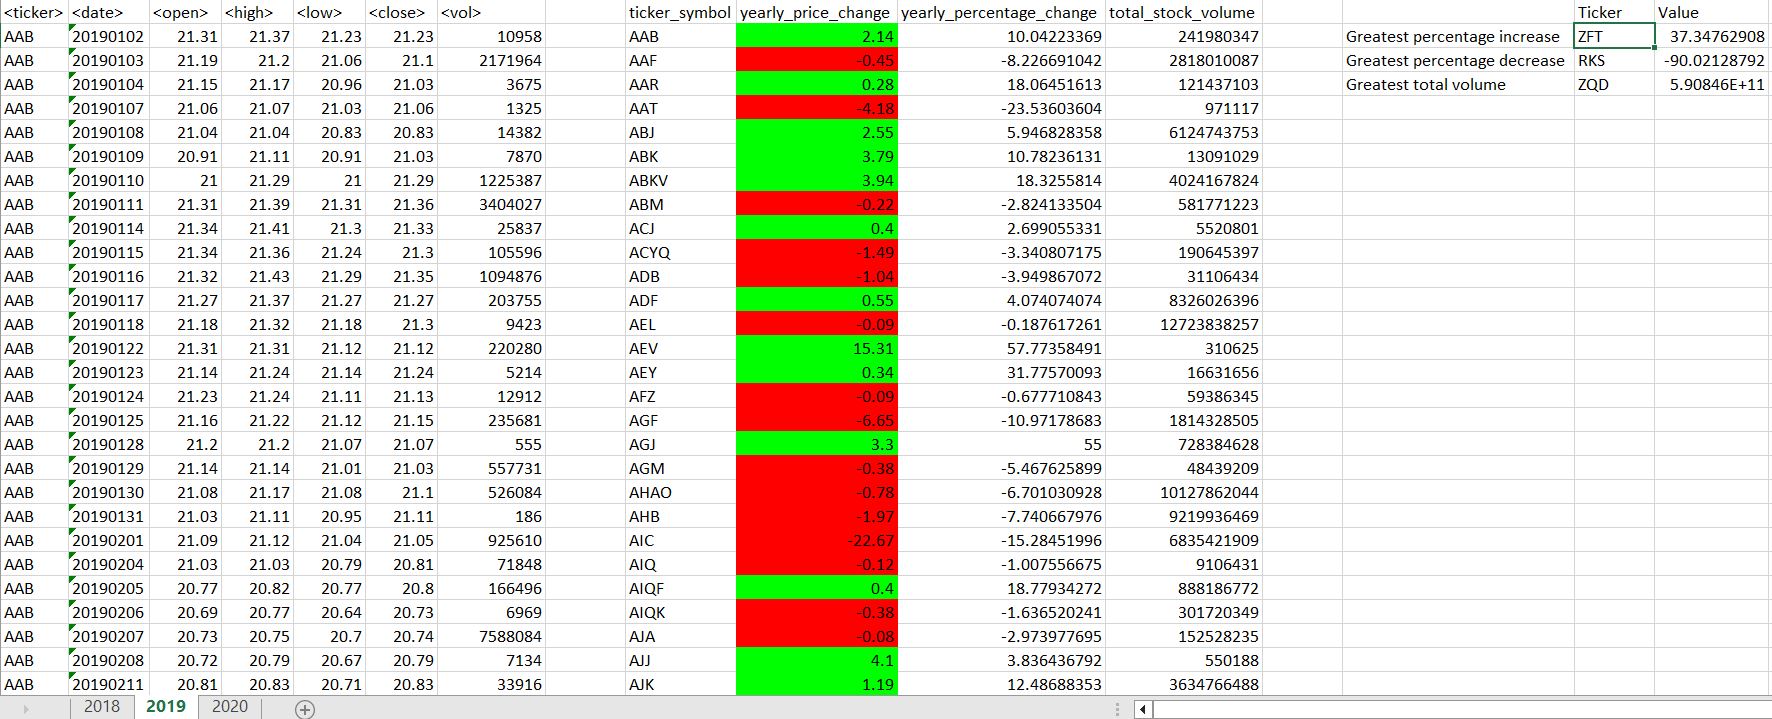 <ticker> <date> <open> <high> <low> <close> <vol> ticker_symbol yearly_price_change yearly_percentage_change total_stock_volume Ticker Value
AAB 20190102 21.31 21.37 21.23 21.23 10958 AAB 2.14 10.04223369 241980347 Greatest percentage increase ZFT 37.34762908
AAB 20190103 21.19 21.2 21.06 21.1 2171964 AAF -0.45 -8.226691042 2818010087 Greatest percentage decrease RKS -90.02128792
AAB 20190104 21.15 21.17 20.96 21.03 3675 AAR 0.28 18.06451613 121437103 Greatest total volume ZQD 5.90846E+11
AAB 20190107 21.06 21.07 21.03 21.06 1325 AAT -4.18 -23.53603604 971117
AAB 20190108 21.04 21.04 20.83 20.83 14382 ABJ 2.55 5.946828358 6124743753
AAB 20190109 20.91 21.11 20.91 21.03 7870 ABK 3.79 10.78236131 13091029
AAB 20190110 21 21.29 21 21.29 1225387 ABKV 3.94 18.3255814 4024167824
AAB 20190111 21.31 21.39 21.31 21.36 3404027 ABM -0.22 -2.824133504 581771223
AAB 20190114 21.34 21.41 21.3 21.33 25837 ACJ 0.4 2.699055331 5520801
AAB 20190115 21.34 21.36 21.24 21.3 105596 ACYQ -1.49 -3.340807175 190645397
AAB 20190116 21.32 21.43 21.29 21.35 1094876 ADB -1.04 -3.949867072 31106434
AAB 20190117 21.27 21.37 21.27 21.27 203755 ADF 0.55 4.074074074 8326026396
AAB 20190118 21.18 21.32 21.18 21.3 9423 AEL -0.09 -0.187617261 12723838257
AAB 20190122 21.31 21.31 21.12 21.12 220280 AEV 15.31 57.77358491 310625
AAB 20190123 21.14 21.24 21.14 21.24 5214 AEY 0.34 31.77570093 16631656
AAB 20190124 21.23 21.24 21.11 21.13 12912 AFZ -0.09 -0.677710843 59386345
AAB 20190125 21.16 21.22 21.12 21.15 235681 AGF -6.65 -10.97178683 1814328505
AAB 20190128 21.2 21.2 21.07 21.07 555 AGJ 3.3 55 728384628
AAB 20190129 21.14 21.14 21.01 21.03 557731 AGM -0.38 -5.467625899 48439209
AAB 20190130 21.08 21.17 21.08 21.1 526084 AHAO -0.78 -6.701030928 10127862044
AAB 20190131 21.03 21.11 20.95 21.11 186 AHB -1.97 -7.740667976 9219936469
AAB 20190201 21.09 21.12 21.04 21.05 925610 AIC -22.67 -15.28451996 6835421909
AAB 20190204 21.03 21.03 20.79 20.81 71848 AIQ -0.12 -1.007556675 9106431
AAB 20190205 20.77 20.82 20.77 20.8 166496 AIQF 0.4 18.77934272 888186772
AAB 20190206 20.69 20.77 20.64 20.73 6969 AIQK -0.38 -1.636520241 301720349
AAB 20190207 20.73 20.75 20.7 20.74 7588084 AJA -0.08 -2.973977695 152528235
AAB 20190208 20.72 20.79 20.67 20.79 7134 AJJ 4.1 3.836436792 550188
AAB 20190211 20.81 20.83 20.71 20.83 33916 AJK 1.19 12.48688353 3634766488
2018 2019 2020